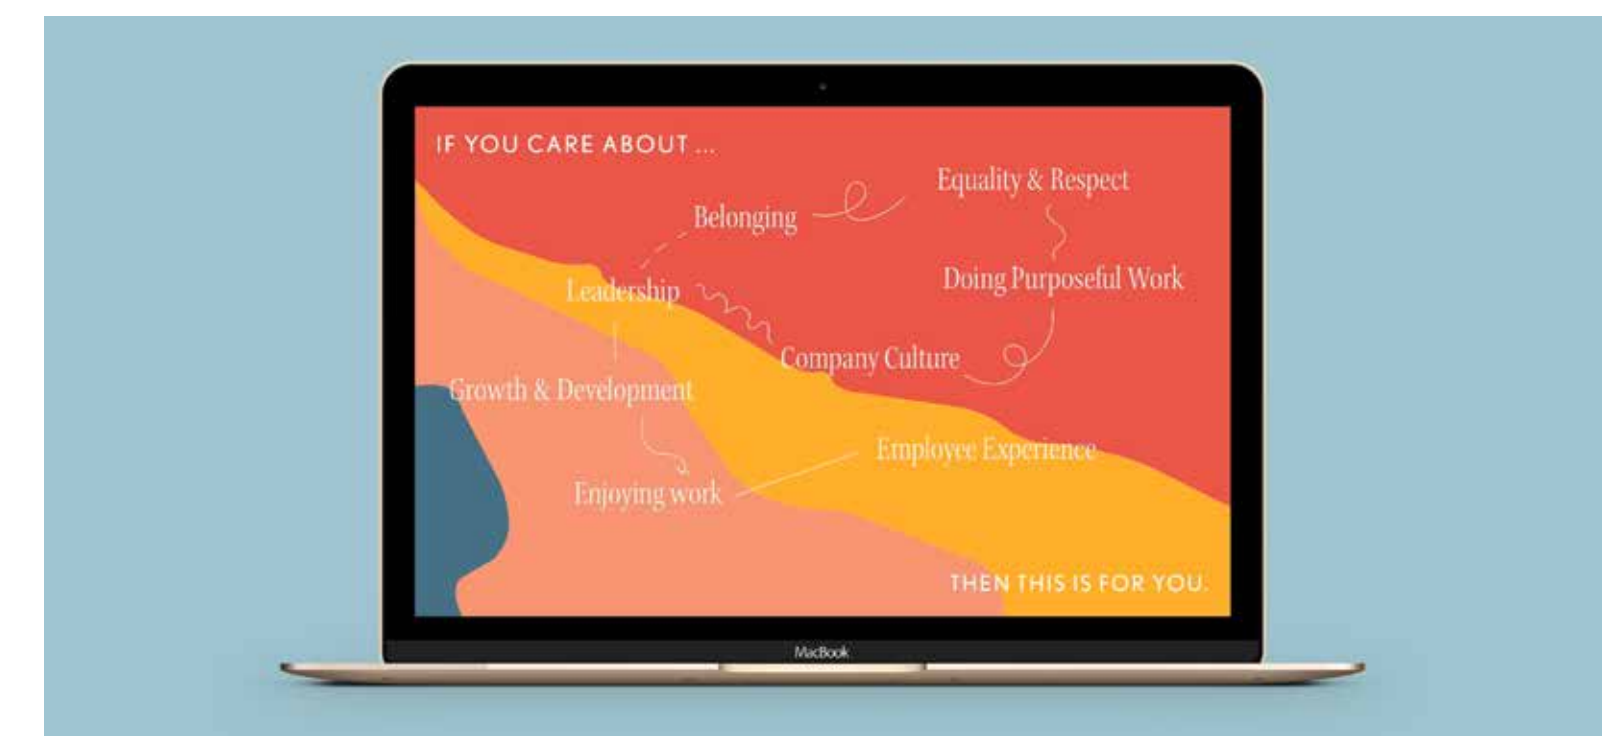 IF YOU CARE ABOUT ...
Equality & Respect
Belonging
Doing Purposeful Work
Leadership
Company Culture
Growth & Development
Employee Experience
Enjoying work
THEN THIS IS FOR YOU.
MacBook